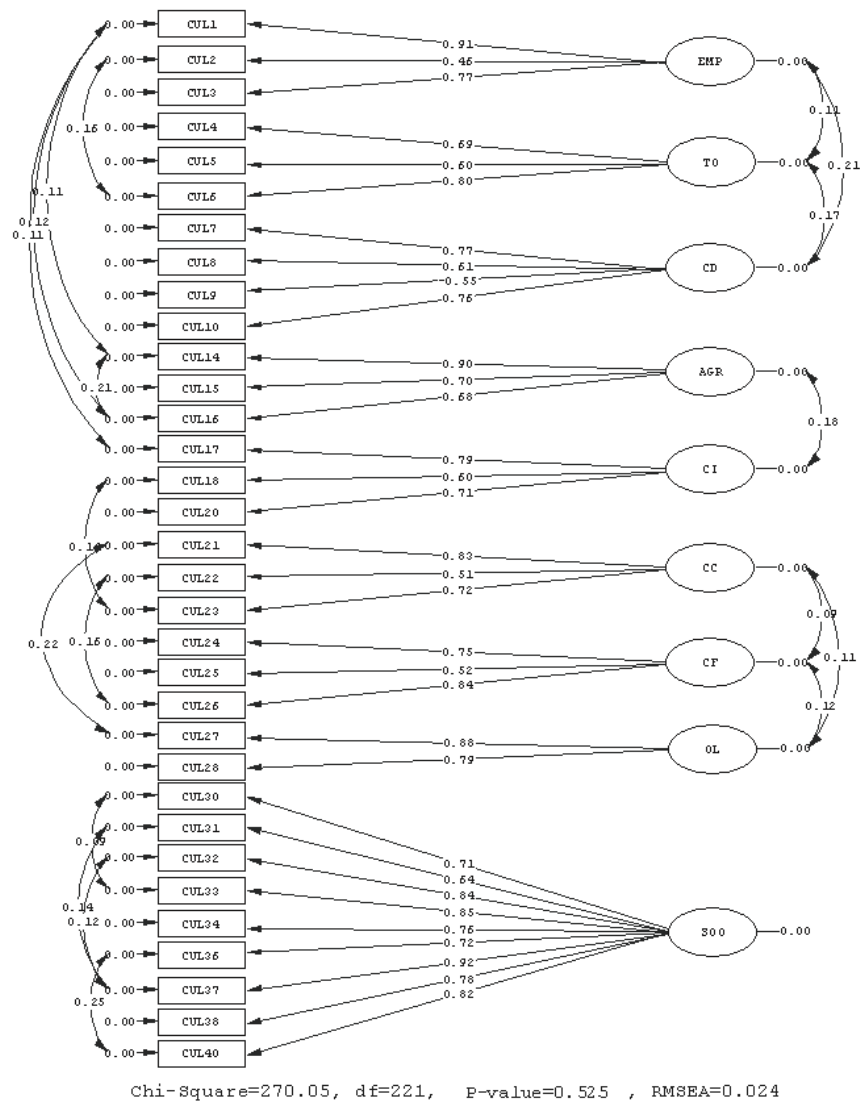 0.00 CUL1
0.91
0.00 CUL2 0.46 EMP 0.00
0.77
0.00 CUL3
0.11
0.16 0.00 CUL4
0.69
0.00 CUL5 0.60 TO 0.00 0.21
0.80
0.11 0.00 CUL6
0.17
0.12 0.00 CUL7
0.11
0.77
0.00 CUL8 0.61 CD 0.00
0.55
0.00 CUL9
0.76
0.00 CUL10
0.00 CUL14 0.90
0.21 0.00 CUL15 0.70 AGR 0.00
0.68
0.00 CUL16
0.18
0.00 CUL17 0.79
0.00 CUL18 0.60 CI 0.00
0.71
0.00 CUL20
0.00 CUL21 0.83
0.00 CUL22 0.51 CC 0.00
0.72
0.00 CUL23
0.09
0.22 0.16 0.00 CUL24 0.75
0.11
0.00 CUL25 0.52 CF 0.00
0.84
0.00 CUL26
0.12
0.00 CUL27 0.88 OL 0.00
0.79
0.00 CUL28
0.00 CUL30
0.00 CUL31
0.09
0.00 CUL32 0.71
0.64
0.00 CUL33 0.84
0.14 0.85
0.12 0.00 CUL34 0.76 SOO 0.00
0.72
0.00 CUL36 0.92
0.00 CUL37 0.78
0.25 0.82
0.00 CUL38
0.00 CUL40
Chi-Square=270.05, df=221, P-value=0.525 , RMSEA=0.024